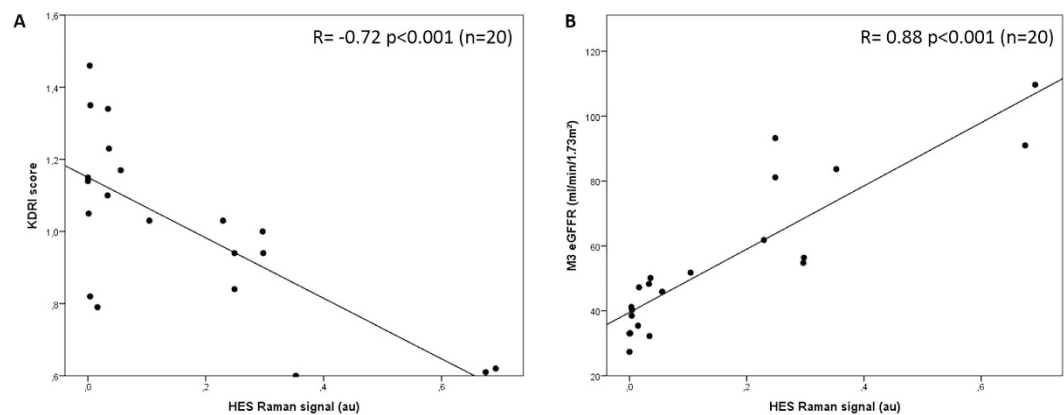 A
R= -0.72 p<0.001 (n=20)
KDRI score
1,6
1,4
1,2
1,0
,8
,6
,0
,2
,4
,6
HES Raman signal (au)
B
R= 0.88 p<0.001 (n=20)
M3 eGFFR (ml/min/1.73m²)
120
100
80
60
40
20
,0
,2
,4
,6
HES Raman signal (au)